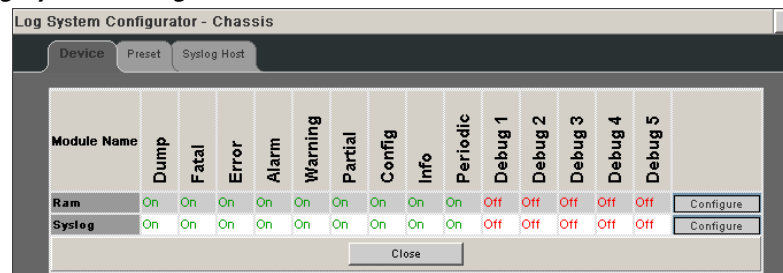 Log System Configurator - Chassis
Device Preset Syslog Host
Module Name Dump Fatal Error Alarm Warning Partial Config Info Periodic Debug 1 Debug 2 Debug 3 Debug 4 Debug 5
Ram On On On On On On On On On Off Off Off Off Off Configure
Syslog On On On On On On On On On Off Off Off Off Off Configure
Close